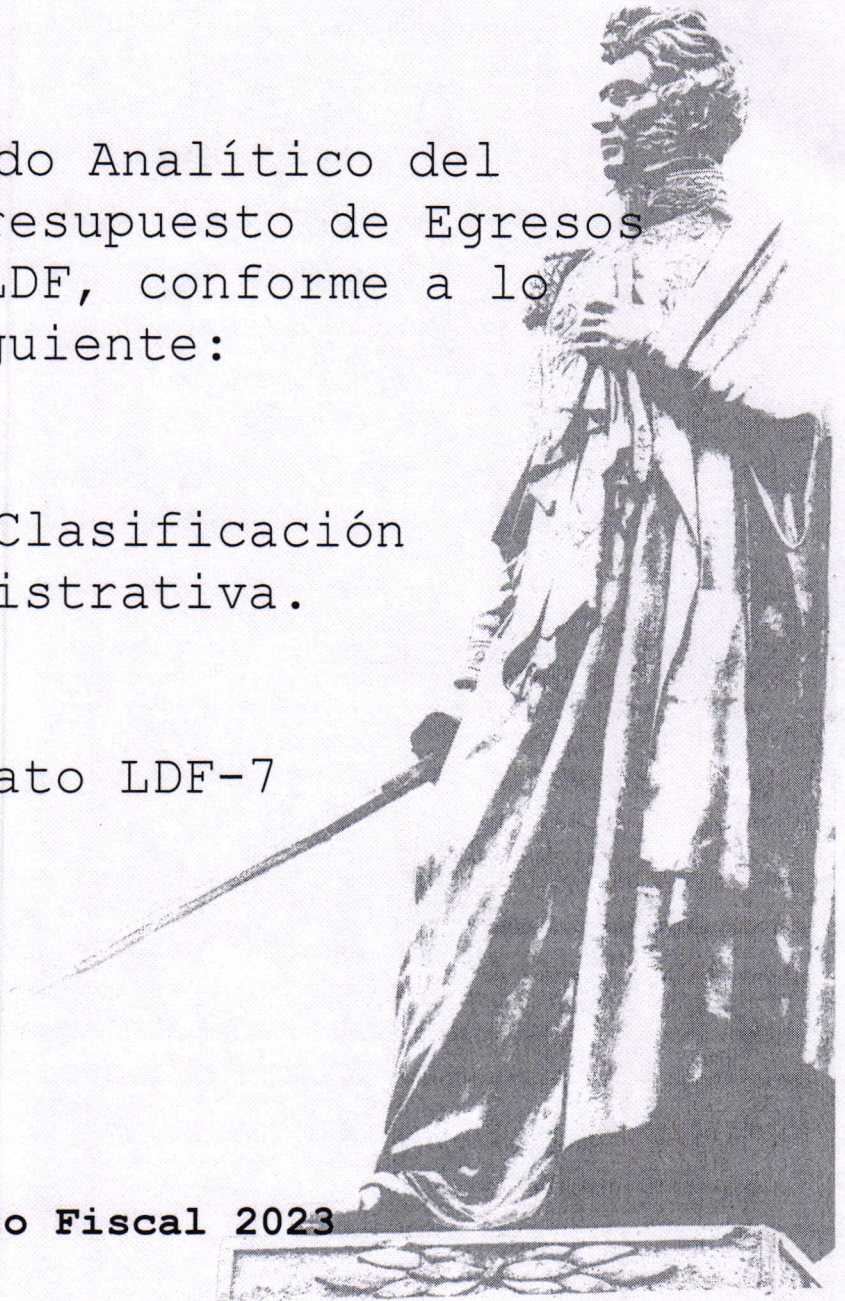 do Analítico del
resupuesto de Egresos
LDF, conforme a lo
guiente:
Clasificación
istrativa.
ato LDF-7
o Fiscal 2023